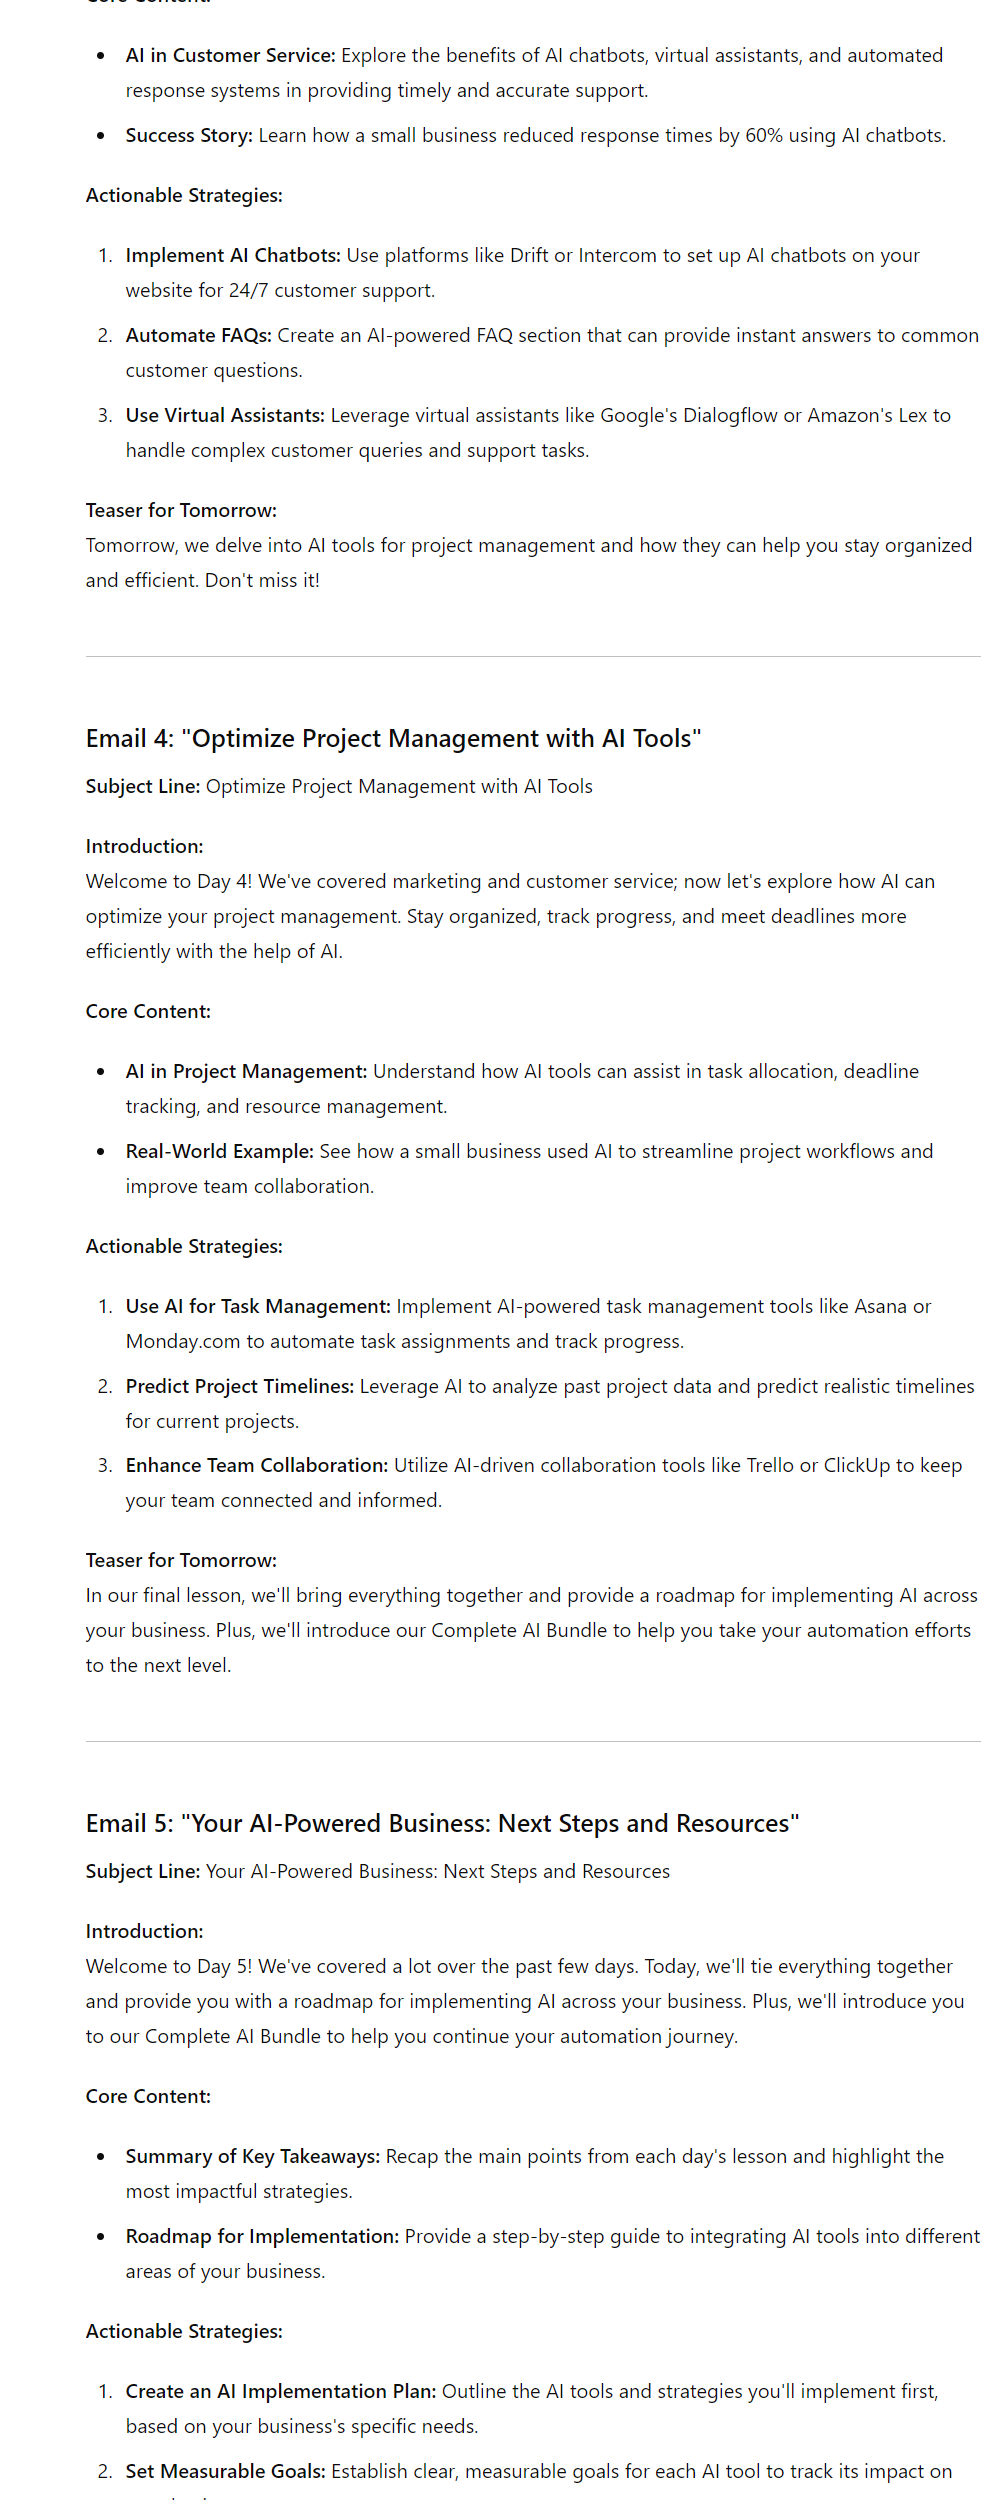 AI in Customer Service: Explore the benefits of AI chatbots, virtual assistants, and automated
response systems in providing timely and accurate support.
Success Story: Learn how a small business reduced response times by 60% using AI chatbots.
Actionable Strategies:
1. Implement AI Chatbots: Use platforms like Drift or Intercom to set up AI chatbots on your
website for 24/7 customer support.
2. Automate FAQs: Create an AI-powered FAQ section that can provide instant answers to common
customer questions.
3. Use Virtual Assistants: Leverage virtual assistants like Google's Dialogflow or Amazon's Lex to
handle complex customer queries and support tasks.
Teaser for Tomorrow:
Tomorrow, we delve into AI tools for project management and how they can help you stay organized
and efficient. Don't miss it!
Email 4: "Optimize Project Management with AI Tools"
Subject Line: Optimize Project Management with AI Tools
Introduction:
Welcome to Day 4! We've covered marketing and customer service; now let's explore how AI can
optimize your project management. Stay organized, track progress, and meet deadlines more
efficiently with the help of AI.
Core Content:
AI in Project Management: Understand how AI tools can assist in task allocation, deadline
tracking, and resource management.
Real-World Example: See how a small business used AI to streamline project workflows and
improve team collaboration.
Actionable Strategies:
1. Use AI for Task Management: Implement AI-powered task management tools like Asana or
Monday.com to automate task assignments and track progress.
2. Predict Project Timelines: Leverage AI to analyze past project data and predict realistic timelines
for current projects.
3. Enhance Team Collaboration: Utilize AI-driven collaboration tools like Trello or ClickUp to keep
your team connected and informed.
Teaser for Tomorrow:
In our final lesson, we'll bring everything together and provide a roadmap for implementing AI across
your business. Plus, we'll introduce our Complete AI Bundle to help you take your automation efforts
to the next level.
Email 5: "Your AI-Powered Business: Next Steps and Resources"
Subject Line: Your AI-Powered Business: Next Steps and Resources
Introduction:
Welcome to Day 5! We've covered a lot over the past few days. Today, we'll tie everything together
and provide you with a roadmap for implementing AI across your business. Plus, we'll introduce you
to our Complete AI Bundle to help you continue your automation journey.
Core Content:
Summary of Key Takeaways: Recap the main points from each day's lesson and highlight the
most impactful strategies.
Roadmap for Implementation: Provide a step-by-step guide to integrating AI tools into different
areas of your business.
Actionable Strategies:
1. Create an AI Implementation Plan: Outline the AI tools and strategies you'll implement first,
based on your business's specific needs.
2. Set Measurable Goals: Establish clear, measurable goals for each AI tool to track its impact on